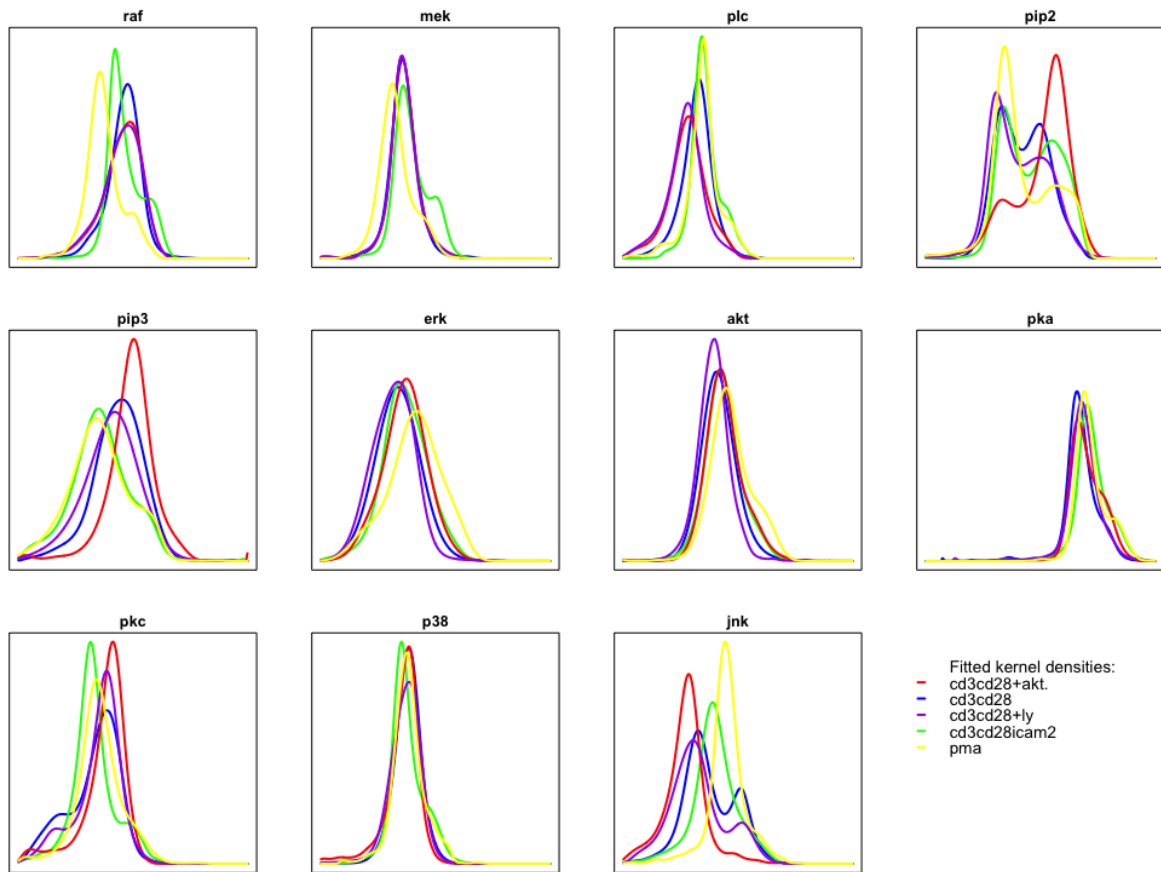 raf
mek
plc
pip2
pip3
erk
akt
pka
pkc
p38
jnk
Fitted kernel densities:
cd3cd28+akt.
cd3cd28
cd3cd28+ly
cd3cd28icam2
pma